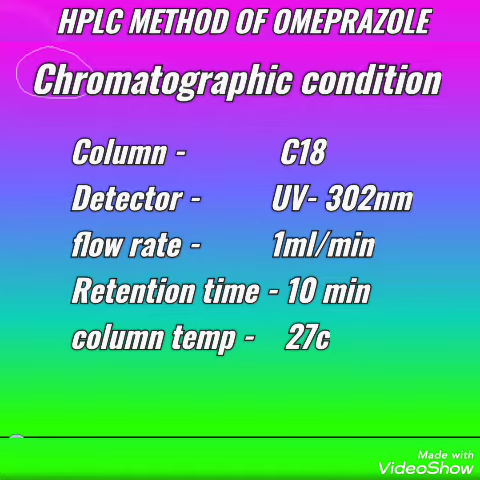 HPLC METHOD OF OMEPRAZOLE
Chromatographic condition
Column - C18
Detector - UV- 302nm
flow rate - 1ml/min
Retention time - 10 min
column temp - 27c
Made with
VideoShow